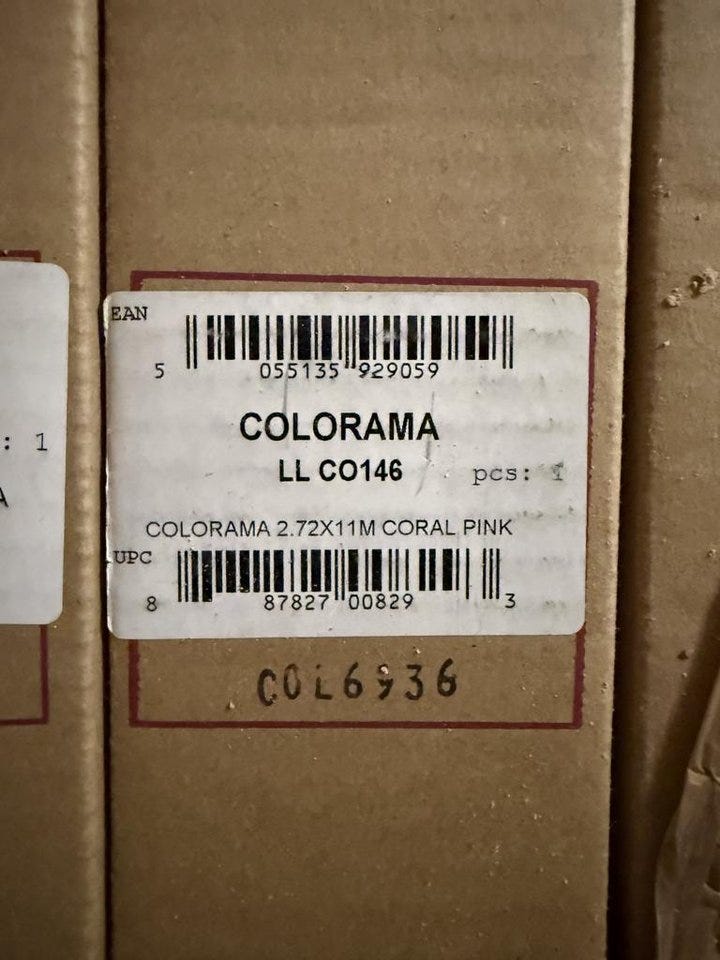 EAN
5 055135 929059
COLORAMA
LL CO146 pcs: 1
COLORAMA 2.72X11M CORAL PINK
UPC
8 87827 00829 3
COL6936
: 1
A